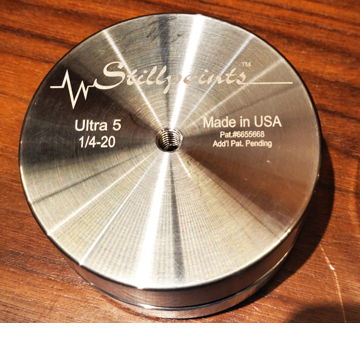 Stillpoints™
Ultra 5
1/4-20
Made in USA
Pat.#6655668
Add'l Pat. Pending